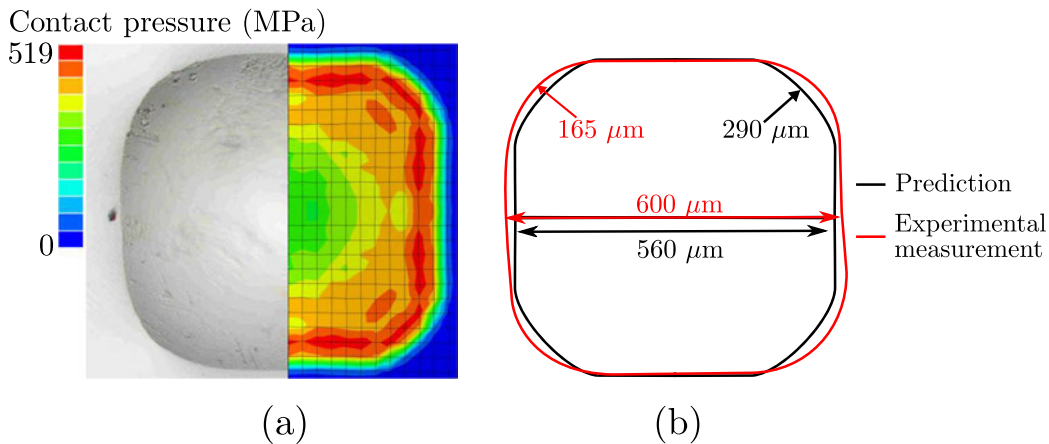 Contact pressure (MPa)
519
0
165 μm
290 μm
600 μm
560 μm
Prediction
Experimental
measurement
(a)
(b)